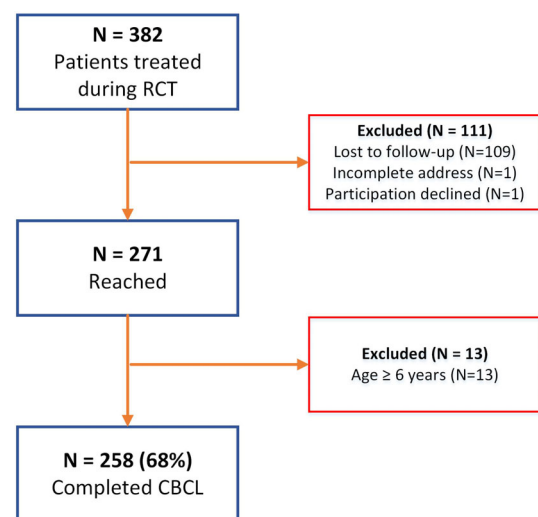 N = 382
Patients treated
during RCT
Excluded (N = 111)
Lost to follow-up (N=109)
Incomplete address (N=1)
Participation declined (N=1)
N = 271
Reached
Excluded (N = 13)
Age ≥ 6 years (N=13)
N = 258 (68%)
Completed CBCL